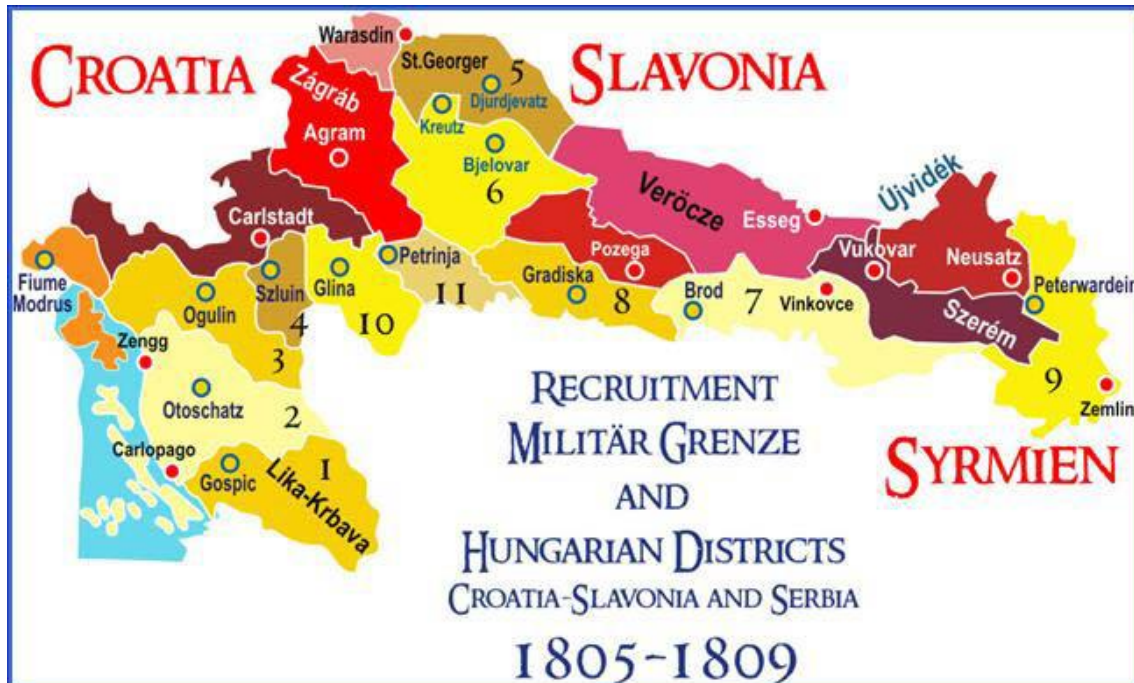 CROATIA
SLAVONIA
Warasdin
St.Georger
5
Djurdjevatz
Zágráb
Agram
Kreutz
Bjelovar
6
Veröcze
Esseg
Újvidék
Neusatz
Carlstadt
Petrinja
Pozega
Vukovar
Peterwardein
Fiume
Modrus
Ogulin
Szluin
4
Glina
10
11
Gradiska
8
Brod
7
Vinkovce
Szerém
9
Zemlin
Zengg
3
Otoschatz
2
Carlopago
Gospic
1
Lika-Krbava
SYRMIEN
RECRUITMENT
MILITÄR GRENZE
AND
HUNGARIAN DISTRICTS
CROATIA-SLAVONIA AND SERBIA
1805-1809